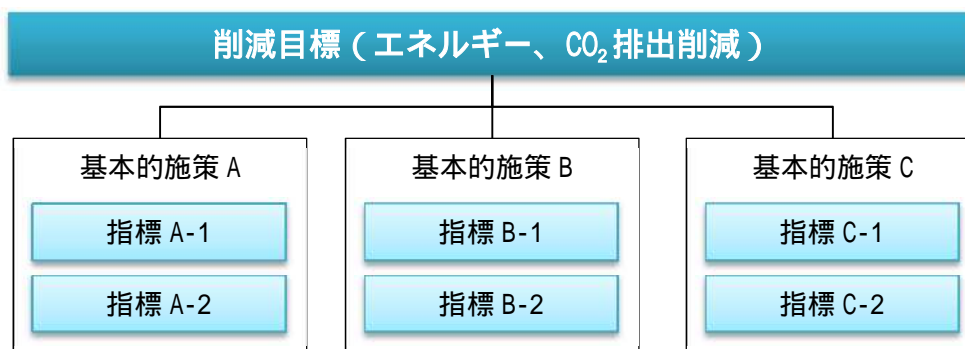 削減目標（エネルギー、CO₂排出削減）
基本的施策 A
指標 A-1
指標 A-2
基本的施策 B
指標 B-1
指標 B-2
基本的施策 C
指標 C-1
指標 C-2